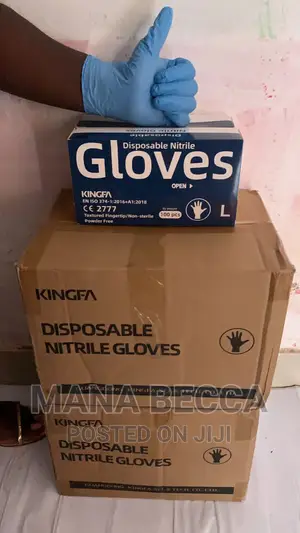 Disposable Nitrile
Gloves
OPEN
KINGFA
EN ISO 374-1:2016+A1:2018
CE 2777
Textured Fingertip/Non-sterile
Powder Free
100 pcs
L
KINGFA
DISPOSABLE
NITRILE GLOVES
MANA BECCA
KINGFA
POSTED ON JIJI
DISPOSABLE
NITRILE GLOVES